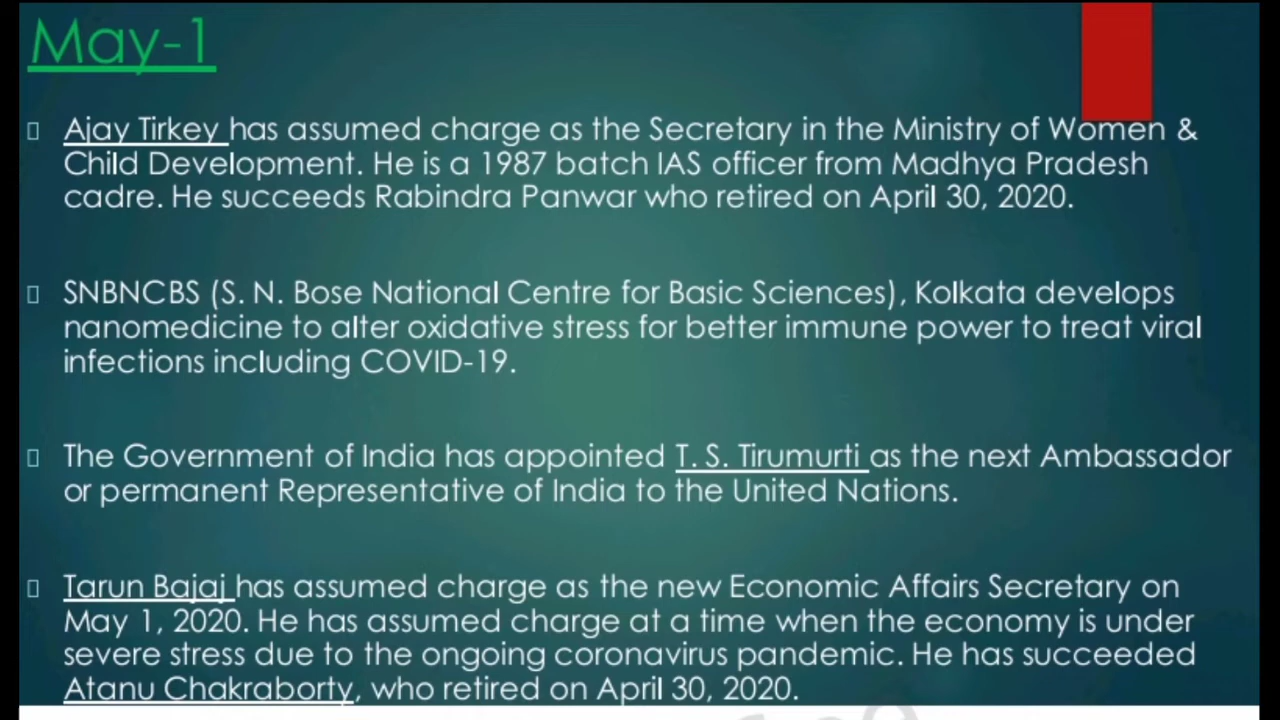 May-1
Ajay Tirkey has assumed charge as the Secretary in the Ministry of Women &
Child Development. He is a 1987 batch IAS officer from Madhya Pradesh
cadre. He succeeds Rabindra Panwar who retired on April 30, 2020.
SNBNCBS (S. N. Bose National Centre for Basic Sciences), Kolkata develops
nanomedicine to alter oxidative stress for better immune power to treat viral
infections including COVID-19.
The Government of India has appointed T. S. Tirumurti as the next Ambassador
or permanent Representative of India to the United Nations.
Tarun Bajaj has assumed charge as the new Economic Affairs Secretary on
May 1, 2020. He has assumed charge at a time when the economy is under
severe stress due to the ongoing coronavirus pandemic. He has succeeded
Atanu Chakraborty, who retired on April 30, 2020.